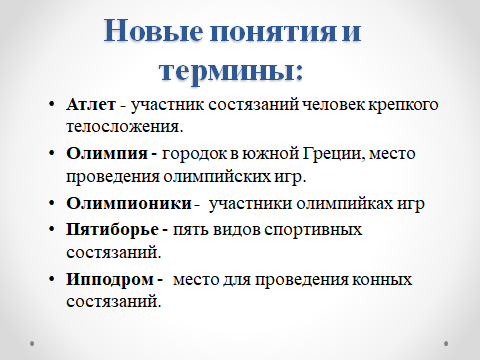 Новые понятия и
термины:
• Атлет - участник состязаний человек крепкого
телосложения.
• Олимпия - городок в южной Греции, место
проведения олимпийских игр.
• Олимпионики - участники олимпийках игр
• Пятиборье - пять видов спортивных
состязаний.
• Ипподром - место для проведения конных
состязаний.